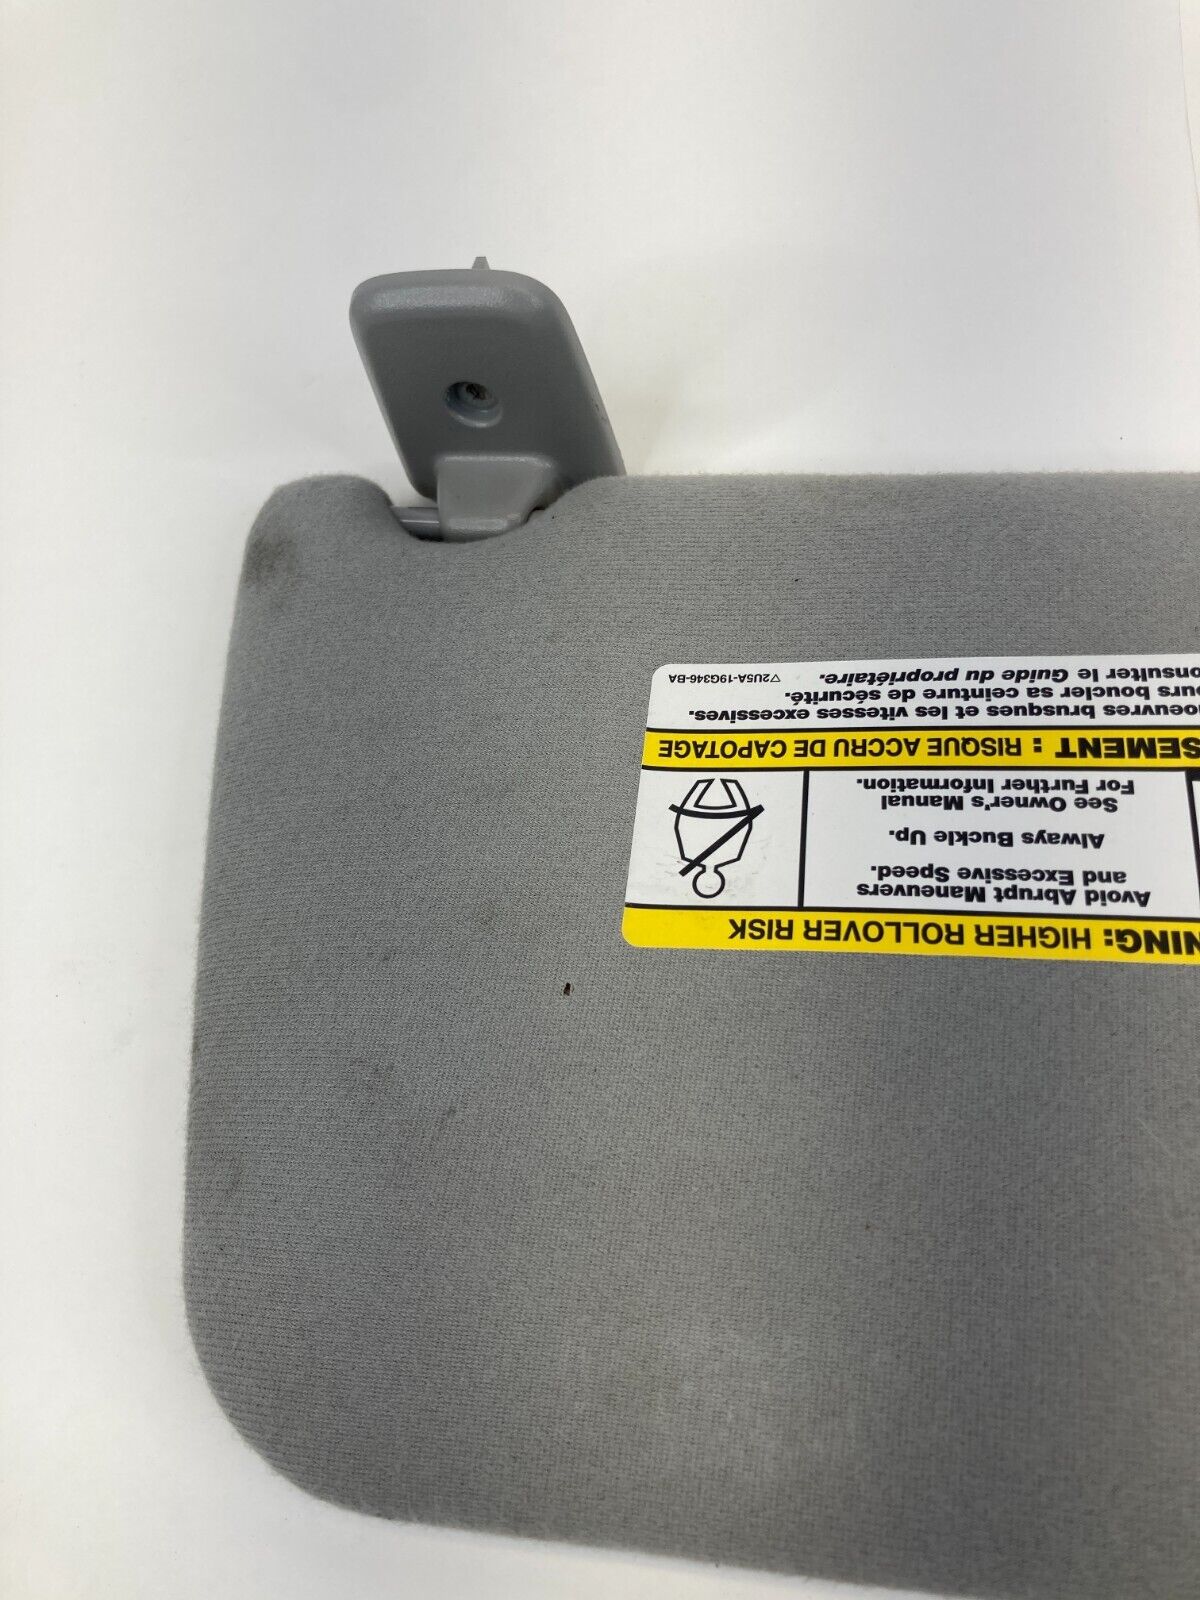 NING: HIGHER ROLLOVER RISK
Avoid Abrupt Maneuvers
and Excessive Speed.
Always Buckle Up.
See Owner's Manual
For Further Information.
SEMENT : RISQUE ACCRU DE CAPOTAGE
noeuvres brusques et les vitesses excessives.
ours boucler sa ceinture de sécurité.
onsulter le Guide du propriétaire.
▽2U5A-19G346-BA